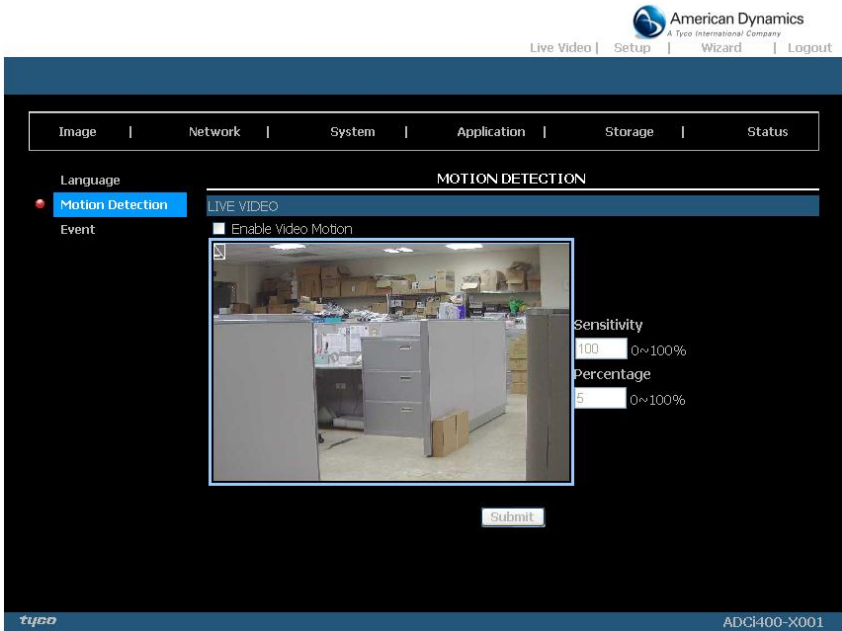 American Dynamics
A Tyco International Company
Live Video | Setup | Wizard | Logout
Image | Network | System | Application | Storage | Status
Language
Motion Detection
Event
MOTION DETECTION
LIVE VIDEO
Enable Video Motion
Sensitivity
100 0~100%
Percentage
5 0~100%
Submit
tyco
ADCi400-X001